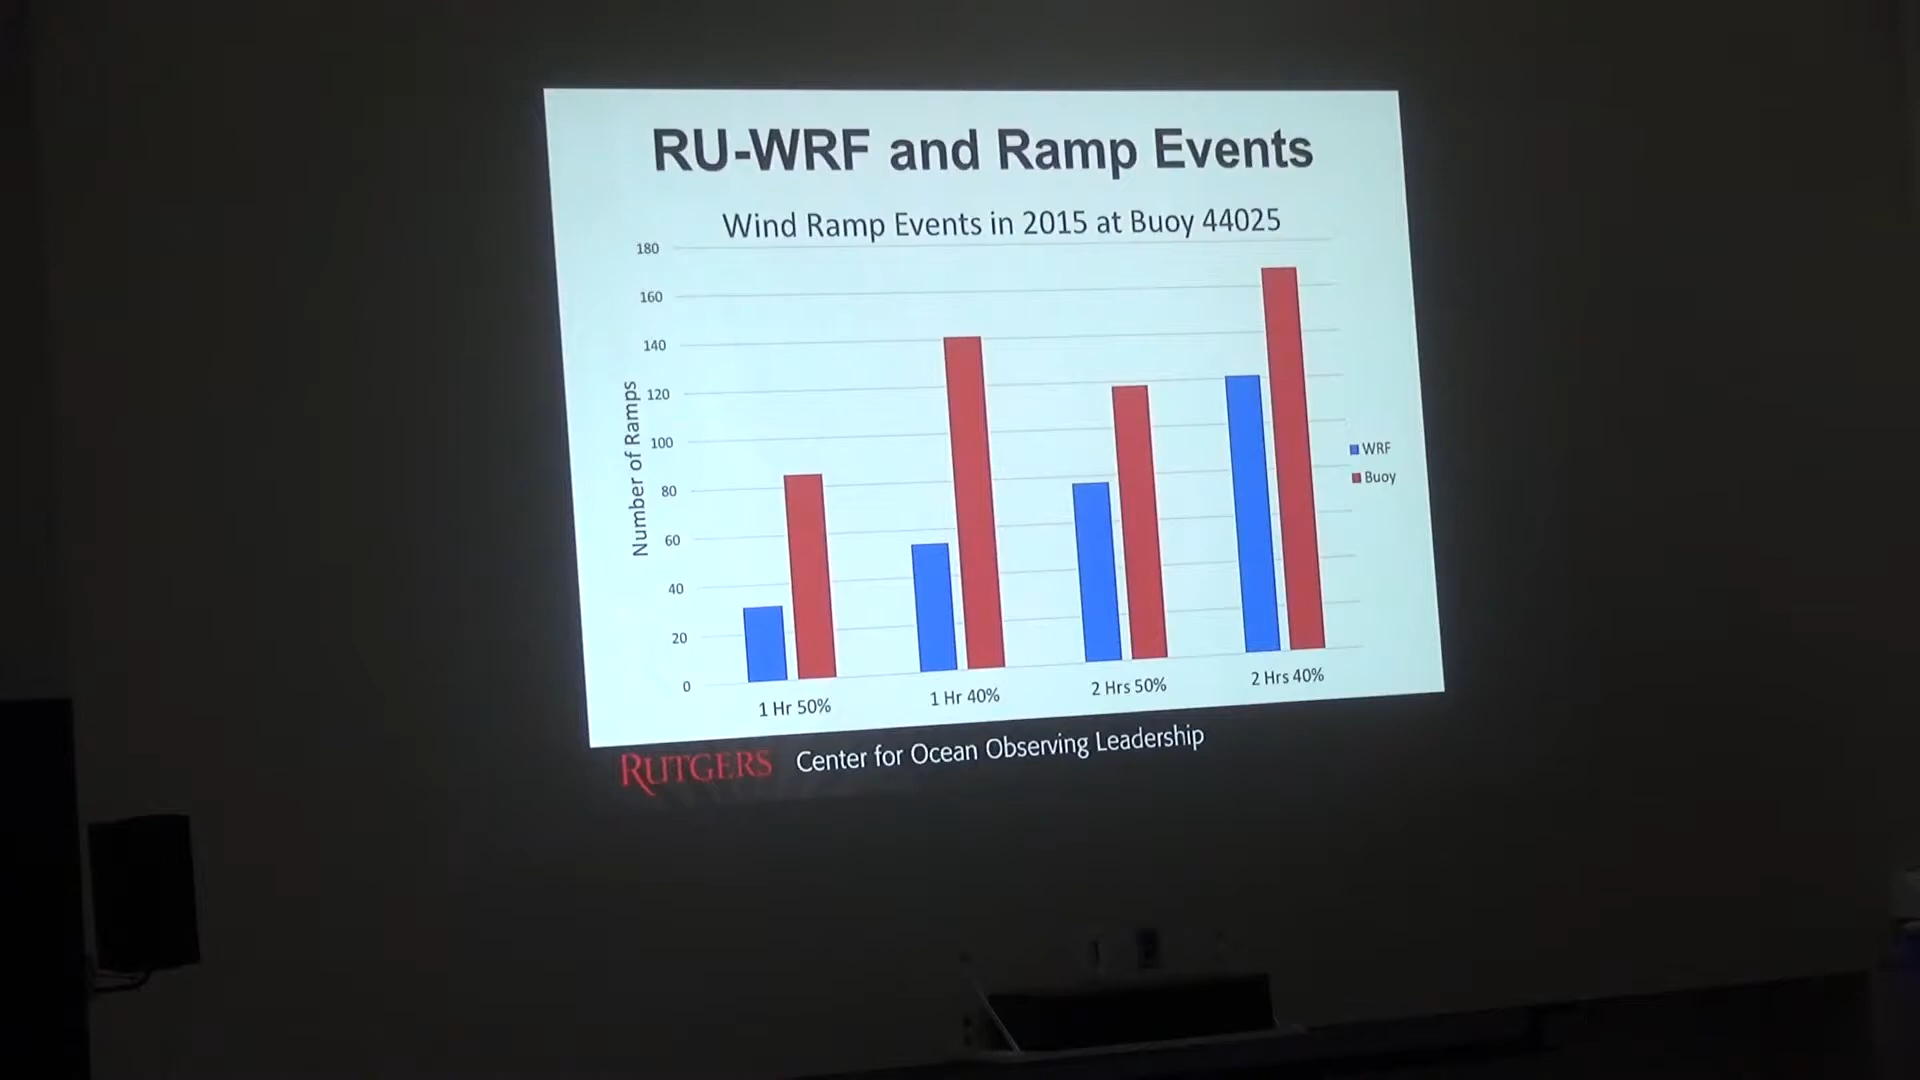 RU-WRF and Ramp Events
Wind Ramp Events in 2015 at Buoy 44025
Number of Ramps
180
160
140
120
100
80
60
40
20
0
1 Hr 50%
1 Hr 40%
2 Hrs 50%
2 Hrs 40%
WRF
Buoy
RUTGERS Center for Ocean Observing Leadership